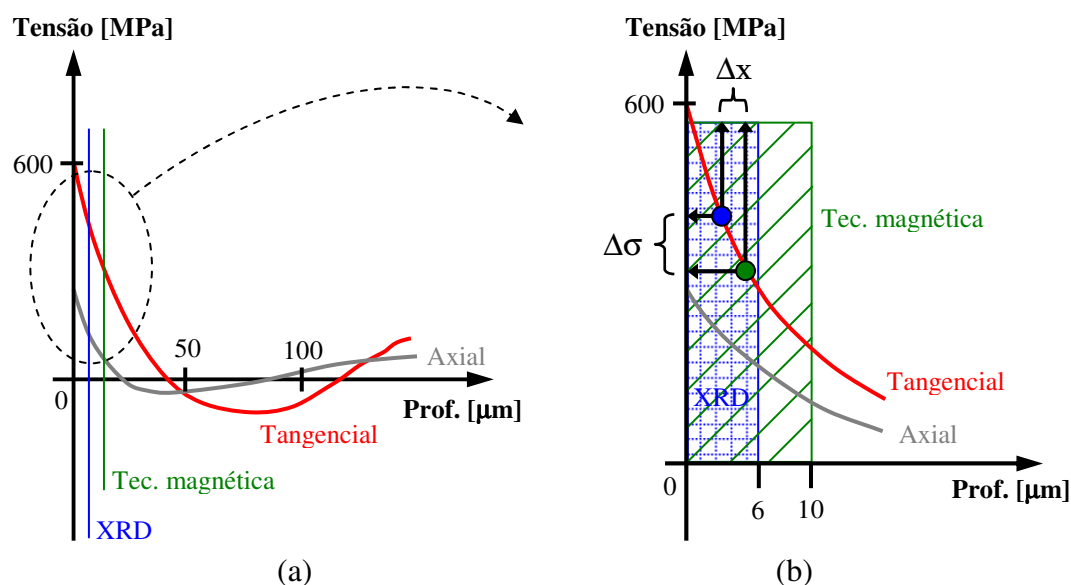 Tensão [MPa]
600
50
100
Axial
0
Prof. [μm]
Tangencial
Tec. magnética
XRD
(a)
Tensão [MPa]
Δx
600
Tec. magnética
Δσ
Tangencial
XRD
Axial
0
6
10
Prof. [μm]
(b)